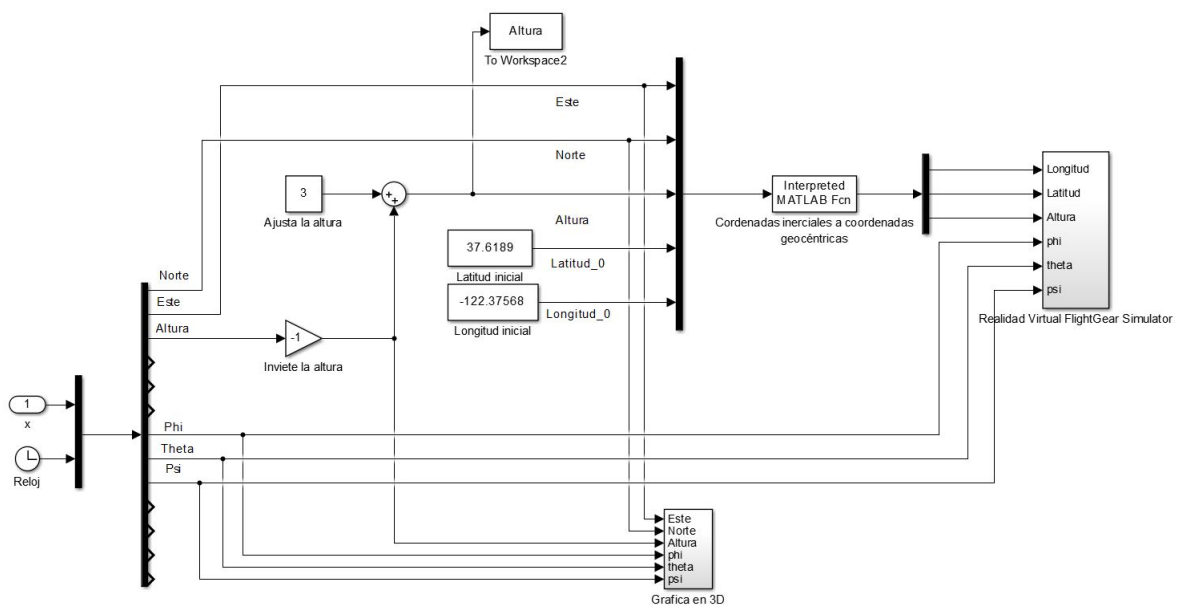 Altura
To Workspace2
Este
Norte
3
Ajusta la altura
+
+
Altura
37.6189
Latitud inicial
Latitud_0
-122.37568
Longitud inicial
Longitud_0
Interpreted
MATLAB Fcn
Cordenadas inerciales a coordenadas
geocéntricas
Longitud
Latitud
Altura
phi
theta
psi
Realidad Virtual FlightGear Simulator
Norte
Este
Altura
-1
Inviete la altura
1
x
Reloj
Phi
Theta
Psi
Este
Norte
Altura
phi
theta
psi
Grafica en 3D